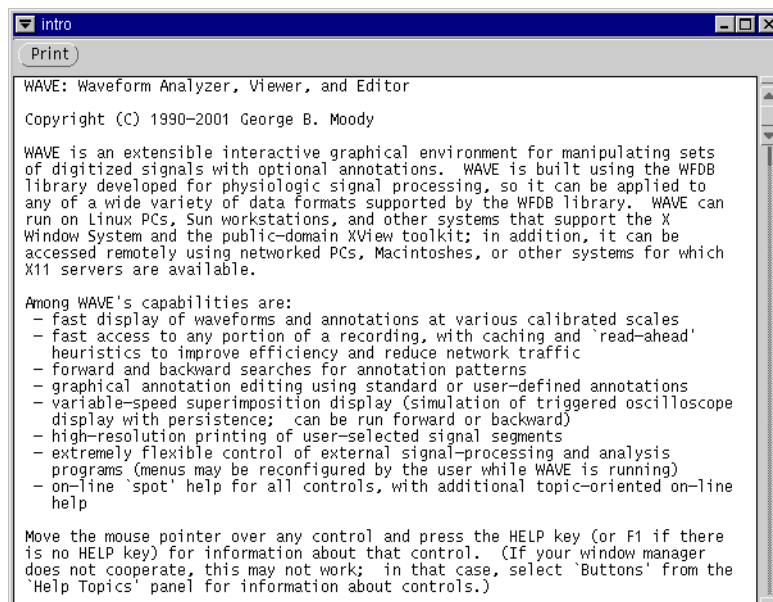 intro
Print
WAVE: Waveform Analyzer, Viewer, and Editor
Copyright (C) 1990-2001 George B. Moody
WAVE is an extensible interactive graphical environment for manipulating sets
of digitized signals with optional annotations.  WAVE is built using the WFDB
library developed for physiologic signal processing, so it can be applied to
any of a wide variety of data formats supported by the WFDB library.  WAVE can
run on Linux PCs, Sun workstations, and other systems that support the X
Window System and the public-domain XView toolkit; in addition, it can be
accessed remotely using networked PCs, Macintoshes, or other systems for which
X11 servers are available.
Among WAVE's capabilities are:
- fast display of waveforms and annotations at various calibrated scales
- fast access to any portion of a recording, with caching and `read-ahead'
heuristics to improve efficiency and reduce network traffic
- forward and backward searches for annotation patterns
- graphical annotation editing using standard or user-defined annotations
- variable-speed superimposition display (simulation of triggered oscilloscope
display with persistence;  can be run forward or backward)
- high-resolution printing of user-selected signal segments
- extremely flexible control of external signal-processing and analysis
programs (menus may be reconfigured by the user while WAVE is running)
- on-line `spot' help for all controls, with additional topic-oriented on-line
help
Move the mouse pointer over any control and press the HELP key (or F1 if there
is no HELP key) for information about that control.  (If your window manager
does not cooperate, this may not work;  in that case, select `Buttons' from the
`Help Topics' panel for information about controls.)